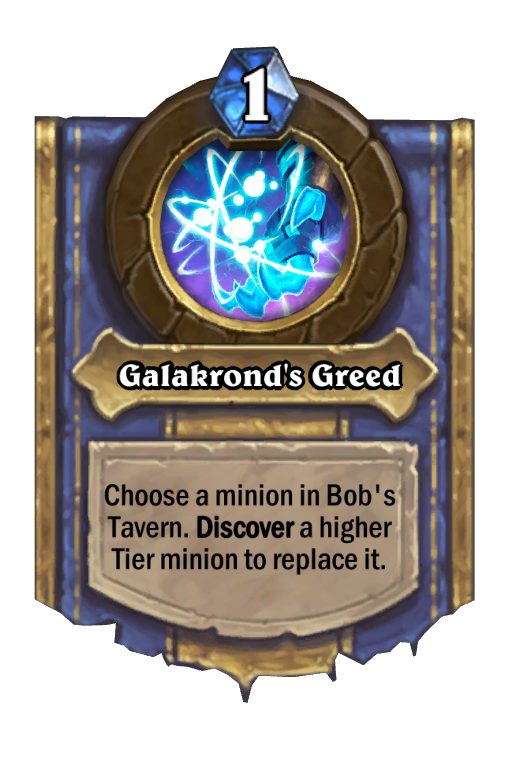 1
Galakrond's Greed
Choose a minion in Bob's
Tavern. Discover a higher
Tier minion to replace it.